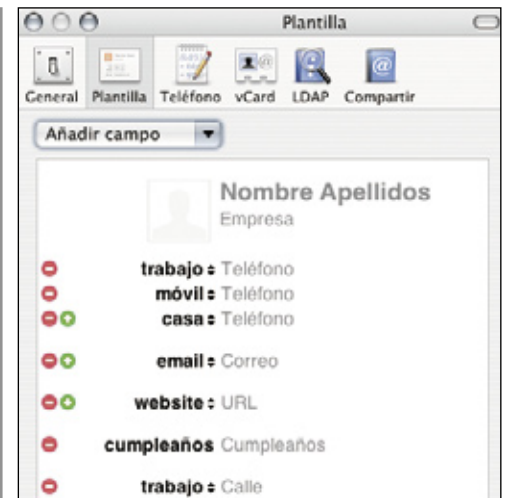 Plantilla
General Plantilla Teléfono vCard LDAP Compartir
Añadir campo
Nombre Apellidos
Empresa
trabajo Teléfono
móvil Teléfono
casa Teléfono
email Correo
website URL
cumpleaños Cumpleaños
trabajo Calle